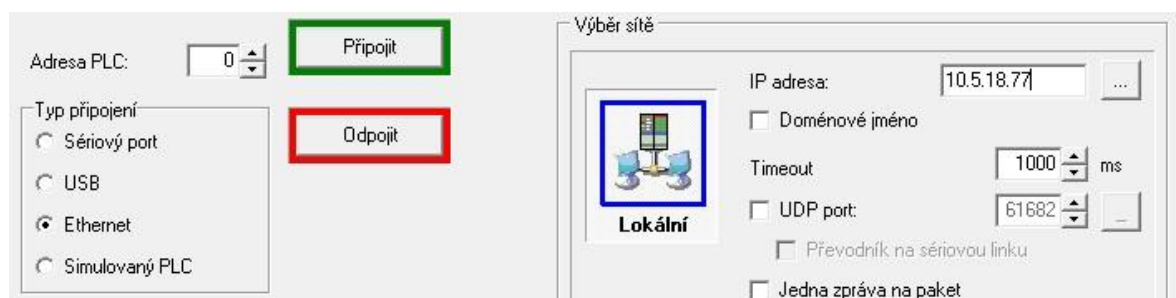 Adresa PLC: 0
Připojit
Typ připojení
Sériový port
USB
Ethernet
Simulovaný PLC
Odpojit
Výběr sítě
Lokální
IP adresa: 10.5.18.77 ...
Doménové jméno
Timeout 1000 ms
UDP port: 61682
Převodník na sériovou linku
Jedna zpráva na paket